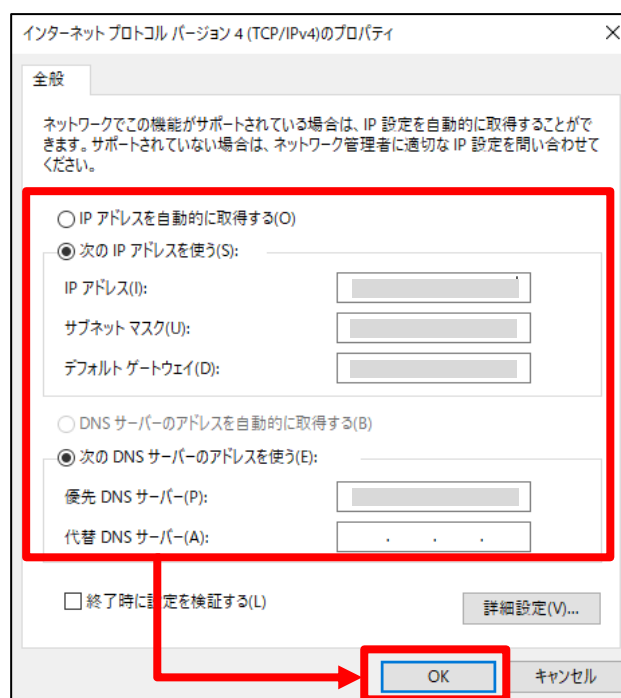 インターネット プロトコル バージョン 4 (TCP/IPv4)のプロパティ
全般
ネットワークでこの機能がサポートされている場合は、IP 設定を自動的に取得することがで
きます。サポートされていない場合は、ネットワーク管理者に適切な IP 設定を問い合わせて
ください。
IP アドレスを自動的に取得する(O)
次の IP アドレスを使う(S):
IP アドレス(I):
サブネット マスク(U):
デフォルト ゲートウェイ(D):
DNS サーバーのアドレスを自動的に取得する(B)
次の DNS サーバーのアドレスを使う(E):
優先 DNS サーバー(P):
代替 DNS サーバー(A):
. . .
終了時に設定を検証する(L)
詳細設定(V)...
OK
キャンセル